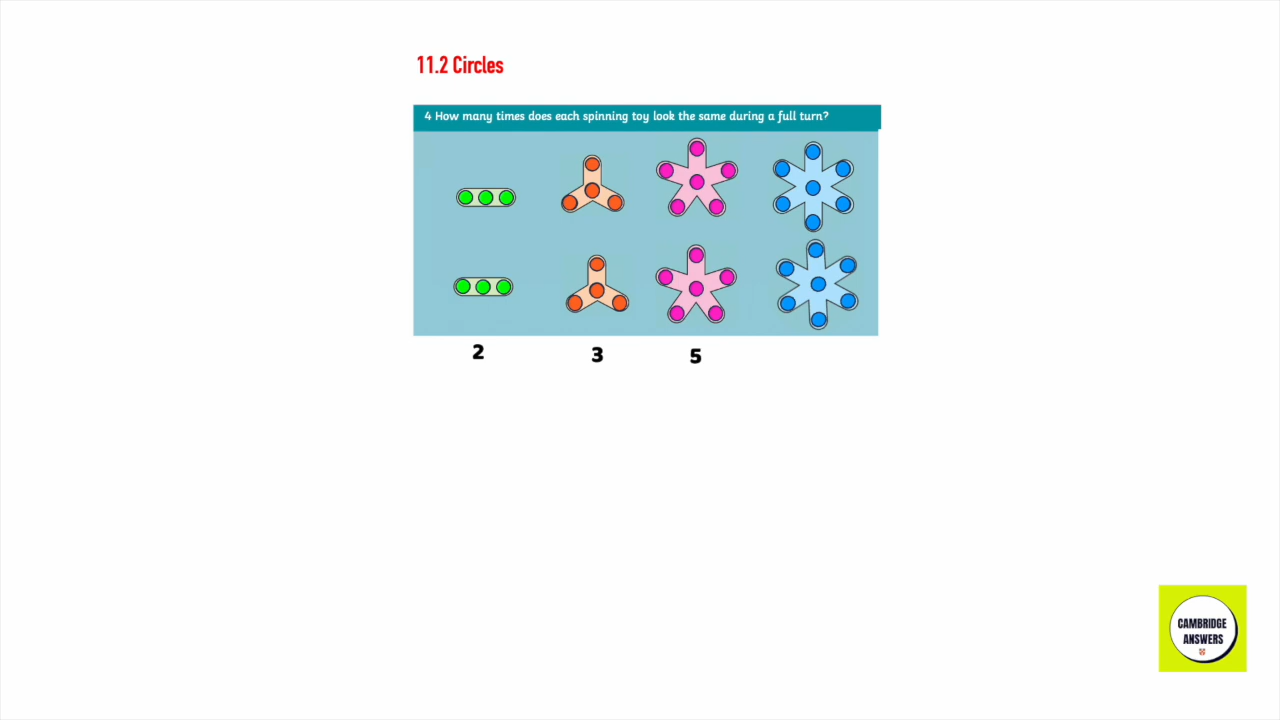 11.2 Circles
4 How many times does each spinning toy look the same during a full turn?
2 3 5
CAMBRIDGE
ANSWERS